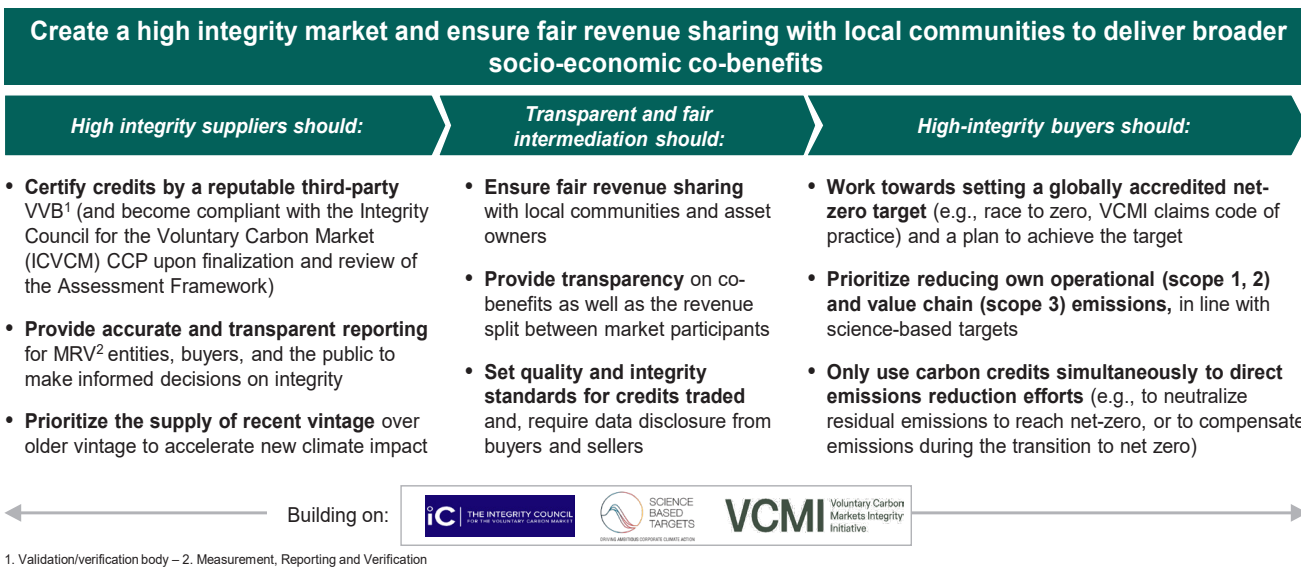 Create a high integrity market and ensure fair revenue sharing with local communities to deliver broader
socio-economic co-benefits
High integrity suppliers should:
• Certify credits by a reputable third-party
VVB1 (and become compliant with the Integrity
Council for the Voluntary Carbon Market
(ICVCM) CCP upon finalization and review of
the Assessment Framework)
• Provide accurate and transparent reporting
for MRV2 entities, buyers, and the public to
make informed decisions on integrity
• Prioritize the supply of recent vintage over
older vintage to accelerate new climate impact
Transparent and fair
intermediation should:
• Ensure fair revenue sharing
with local communities and asset
owners
• Provide transparency on co-
benefits as well as the revenue
split between market participants
• Set quality and integrity
standards for credits traded
and, require data disclosure from
buyers and sellers
High-integrity buyers should:
• Work towards setting a globally accredited net-
zero target (e.g., race to zero, VCMI claims code of
practice) and a plan to achieve the target
• Prioritize reducing own operational (scope 1, 2)
and value chain (scope 3) emissions, in line with
science-based targets
• Only use carbon credits simultaneously to direct
emissions reduction efforts (e.g., to neutralize
residual emissions to reach net-zero, or to compensate
emissions during the transition to net zero)
Building on:
iC THE INTEGRITY COUNCIL
FOR THE VOLUNTARY CARBON MARKET
SCIENCE
BASED
TARGETS
DRIVING AMBITIOUS CORPORATE CLIMATE ACTION
VCMI
Voluntary Carbon
Markets Integrity
Initiative
1. Validation/verification body – 2. Measurement, Reporting and Verification